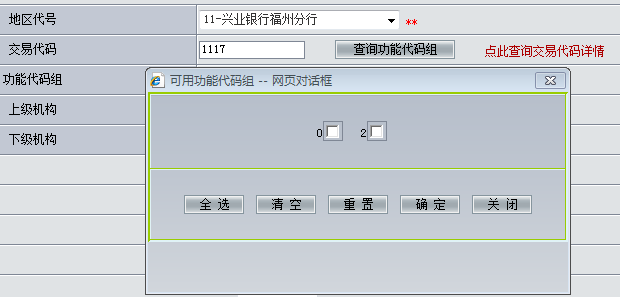 地区代号 11-兴业银行福州分行 **
交易代码 1117 查询功能代码组 点此查询交易代码详情
功能代码组
可用功能代码组 -- 网页对话框
上级机构
0 2
下级机构
全 选 清 空 重 置 确 定 关 闭